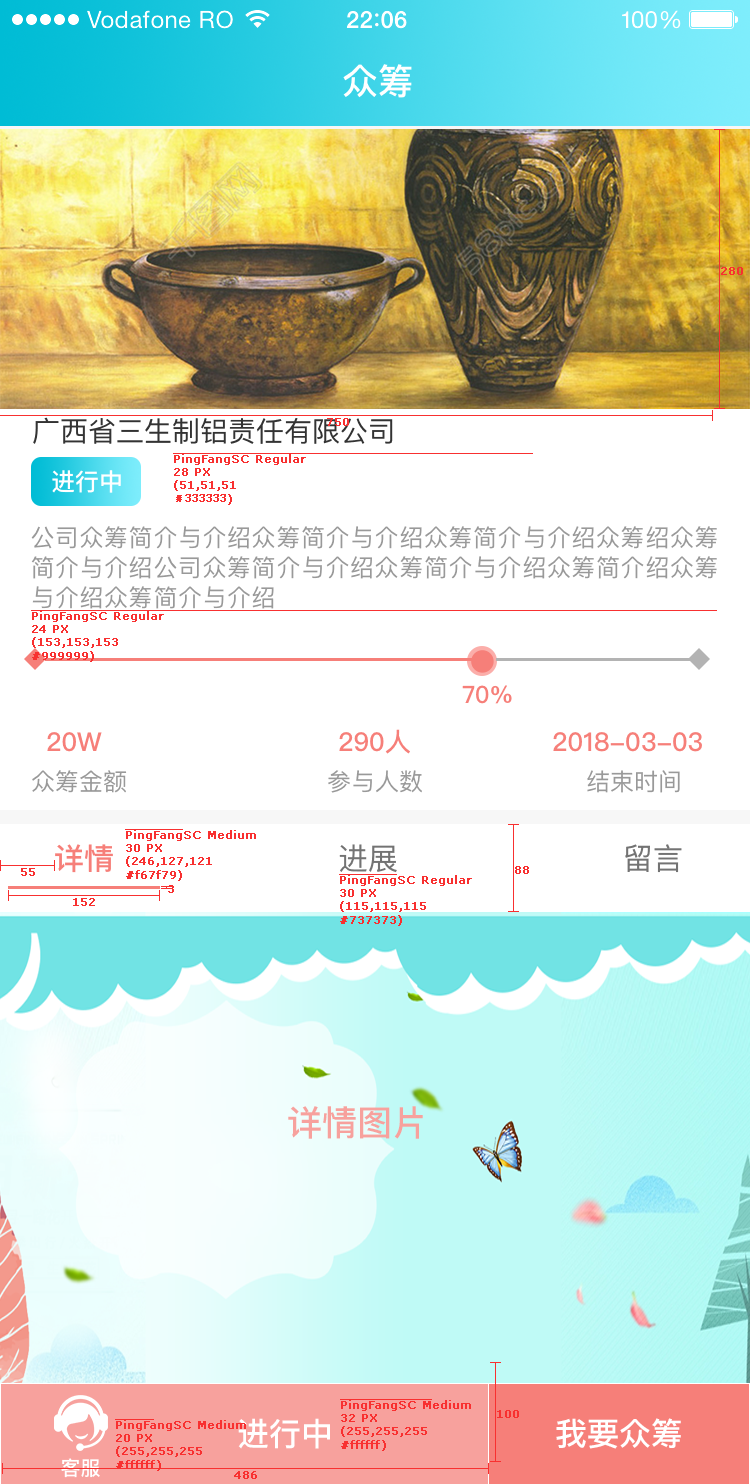 Vodafone RO 22:06 100%
众筹
千图网
58pic
280
750
广西省三生制铝责任有限公司
进行中
PingFangSC Regular
28 PX
(51,51,51
#333333)
公司众筹简介与介绍众筹简介与介绍众筹简介与介绍众筹绍众筹
简介与介绍公司众筹简介与介绍众筹简介与介绍众筹简介绍众筹
与介绍众筹简介与介绍
PingFangSC Regular
24 PX
(153,153,153
#999999)
70%
20W 290人 2018-03-03
众筹金额 参与人数 结束时间
详情 进展 留言
PingFangSC Medium
30 PX
(246,127,121
#f67f79)
55
3
152
PingFangSC Regular
30 PX
(115,115,115
#737373)
88
详情图片
客服
PingFangSC Medium
20 PX
(255,255,255
#ffffff)
进行中
PingFangSC Medium
32 PX
(255,255,255
#ffffff)
100
我要众筹
486